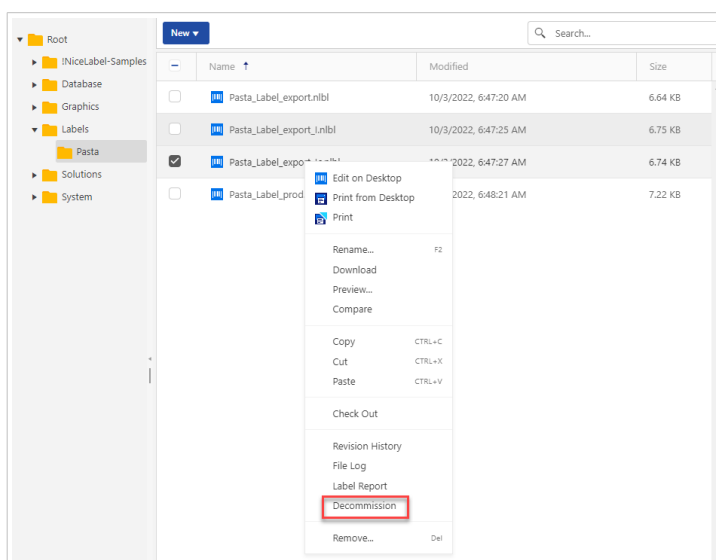 Root
!NiceLabel-Samples
Database
Graphics
Labels
Pasta
Solutions
System
New
Search...
Name Modified Size
Pasta_Label_export.nlbl 10/3/2022, 6:47:20 AM 6.64 KB
Pasta_Label_export_I.nlbl 10/3/2022, 6:47:25 AM 6.75 KB
6:47:27 AM 6.74 KB
Pasta_Label_prod 2022, 6:48:21 AM 7.22 KB
Edit on Desktop
Print from Desktop
Print
Rename... F2
Download
Preview...
Compare
Copy CTRL+C
Cut CTRL+X
Paste CTRL+V
Check Out
Revision History
File Log
Label Report
Decommission
Remove... Del